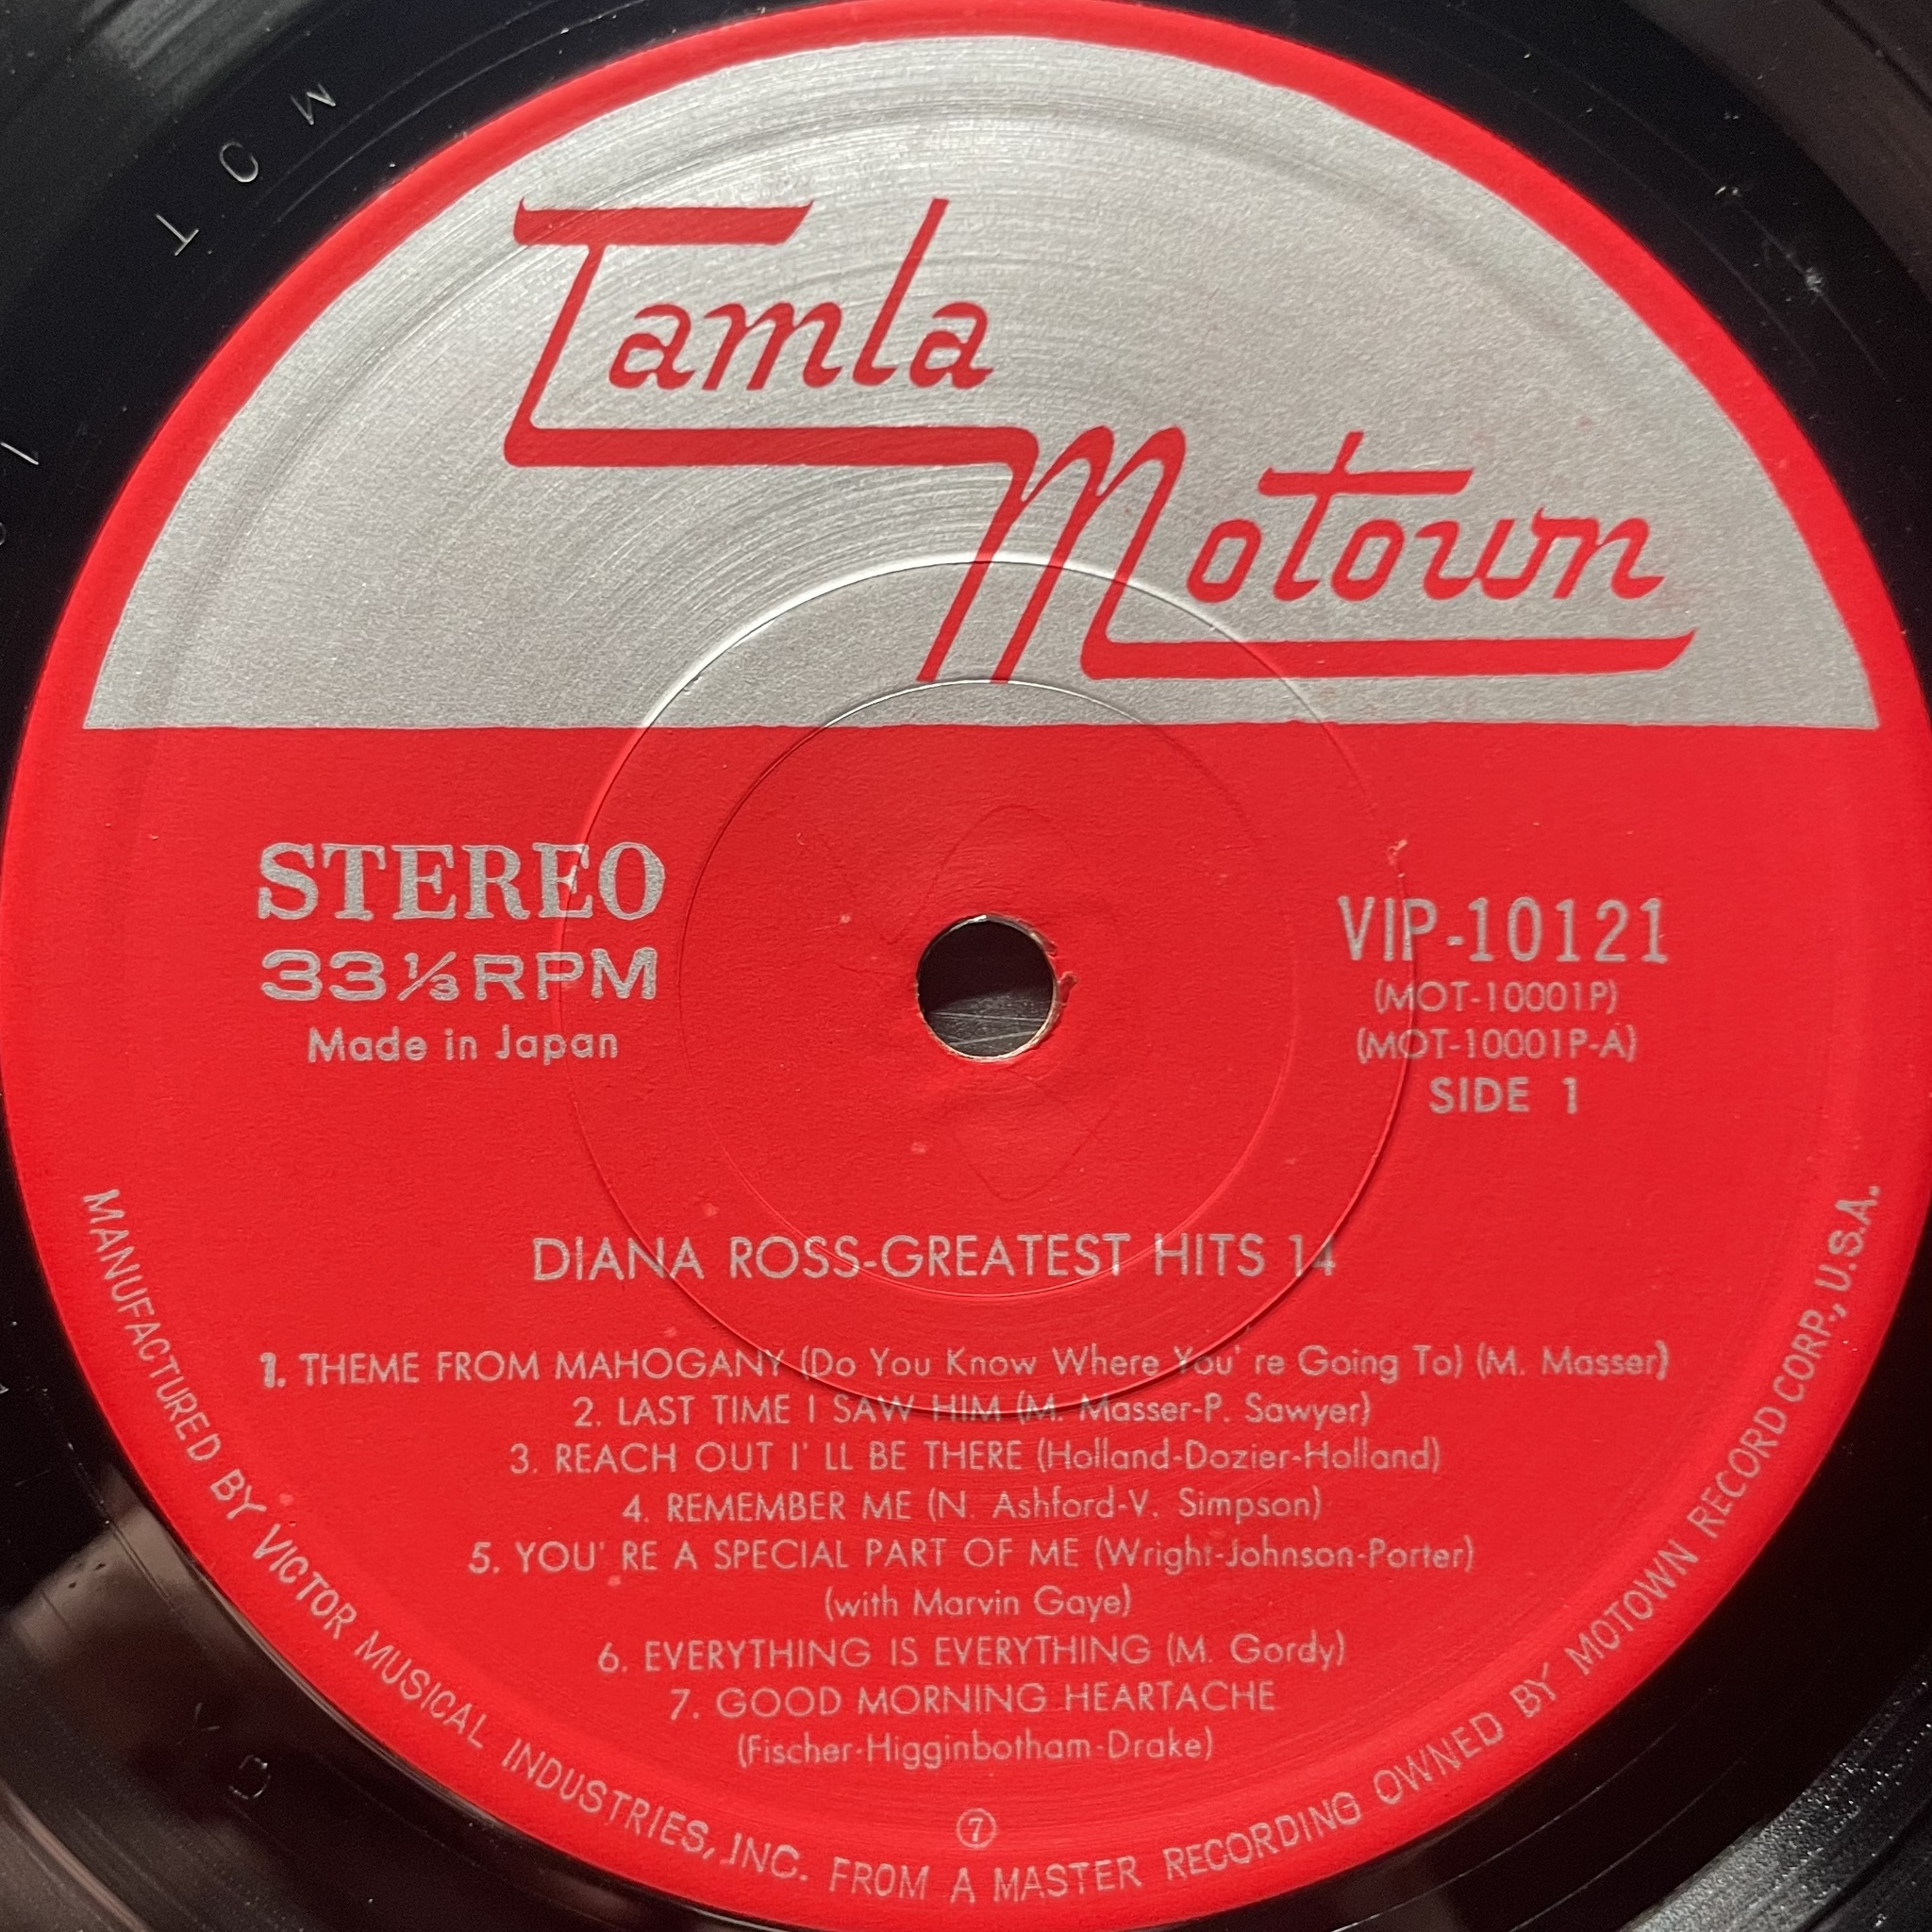 Tamla
Motown
STEREO
33⅓RPM
Made in Japan
VIP-10121
(MOT-10001P)
(MOT-10001P-A)
SIDE 1
DIANA ROSS-GREATEST HITS 14
1. THEME FROM MAHOGANY (Do You Know Where You' re Going To) (M. Masser)
2. LAST TIME I SAW HIM (M. Masser-P. Sawyer)
3. REACH OUT I' LL BE THERE (Holland-Dozier-Holland)
4. REMEMBER ME (N. Ashford-V. Simpson)
5. YOU' RE A SPECIAL PART OF ME (Wright-Johnson-Porter)
(with Marvin Gaye)
6. EVERYTHING IS EVERYTHING (M. Gordy)
7. GOOD MORNING HEARTACHE
(Fischer-Higginbotham-Drake)
⑦
MANUFACTURED BY VICTOR MUSICAL INDUSTRIES, INC. FROM A MASTER RECORDING OWNED BY MOTOWN RECORD CORP., U.S.A.
MOT